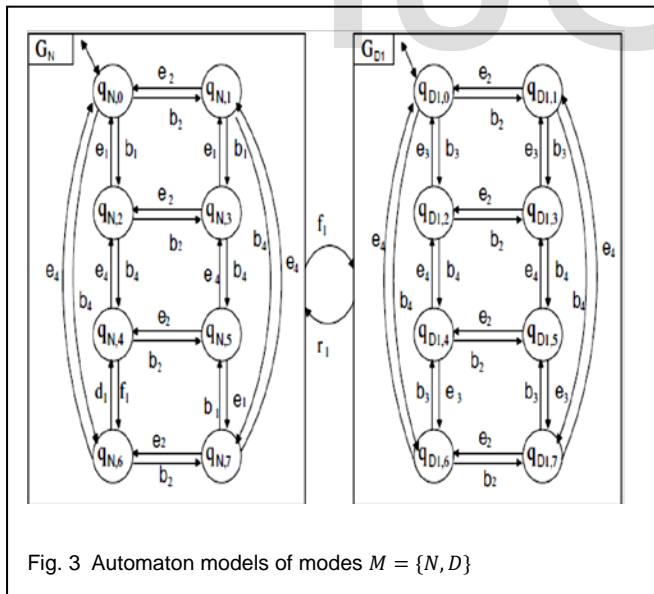 G_N
G_D1
q_N,0 e_2 b_2 q_N,1
q_D1,0 e_2 b_2 q_D1,1
e_1 b_1 e_1 b_1
e_3 b_3 e_3 b_3
q_N,2 e_2 b_2 q_N,3
q_D1,2 e_2 b_2 q_D1,3
f_1
r_1
e_4 b_4 e_4 b_4 e_4 b_4 b_4 e_4
e_4 b_4 e_4 b_4 e_4 b_4 b_4 e_4
q_N,4 e_2 b_2 q_N,5
q_D1,4 e_2 b_2 q_D1,5
d_1 f_1 b_1 e_1
b_3 e_3 b_3 e_3
q_N,6 e_2 b_2 q_N,7
q_D1,6 e_2 b_2 q_D1,7
Fig. 3 Automaton models of modes M = {N, D}